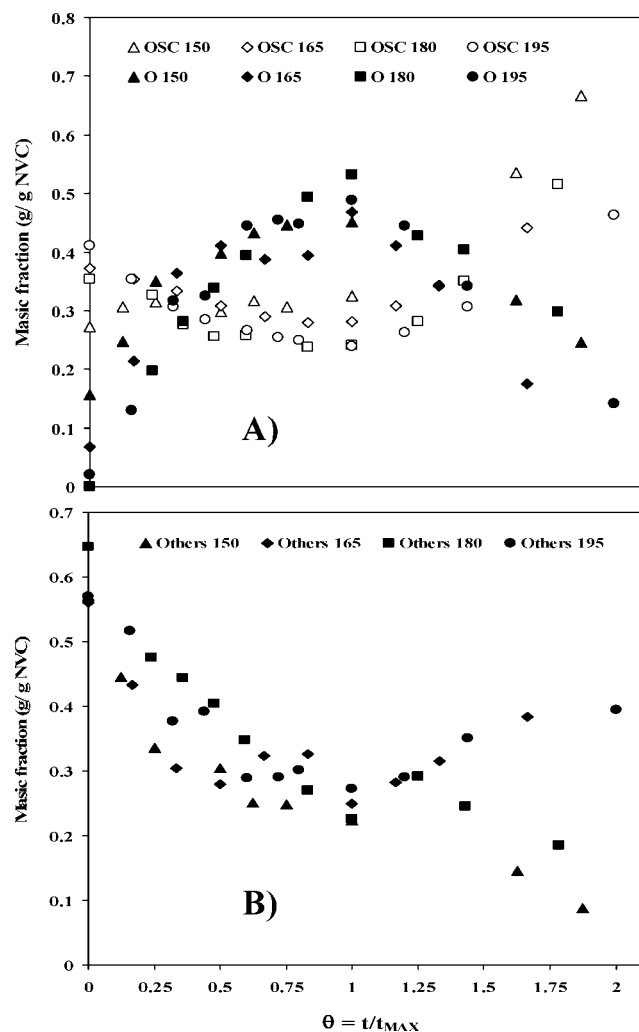 0.8
OSC 150 OSC 165 OSC 180 OSC 195
0.7
O 150 O 165 O 180 O 195
0.6
0.5
0.4
0.3
0.2
0.1
0
Masic fraction (g/ g NVC)
A)
0.7
Others 150 Others 165 Others 180 Others 195
0.6
0.5
0.4
0.3
0.2
0.1
0
Masic fraction (g/ g NVC)
B)
0 0.25 0.5 0.75 1 1.25 1.5 1.75 2
θ = t/tMAX